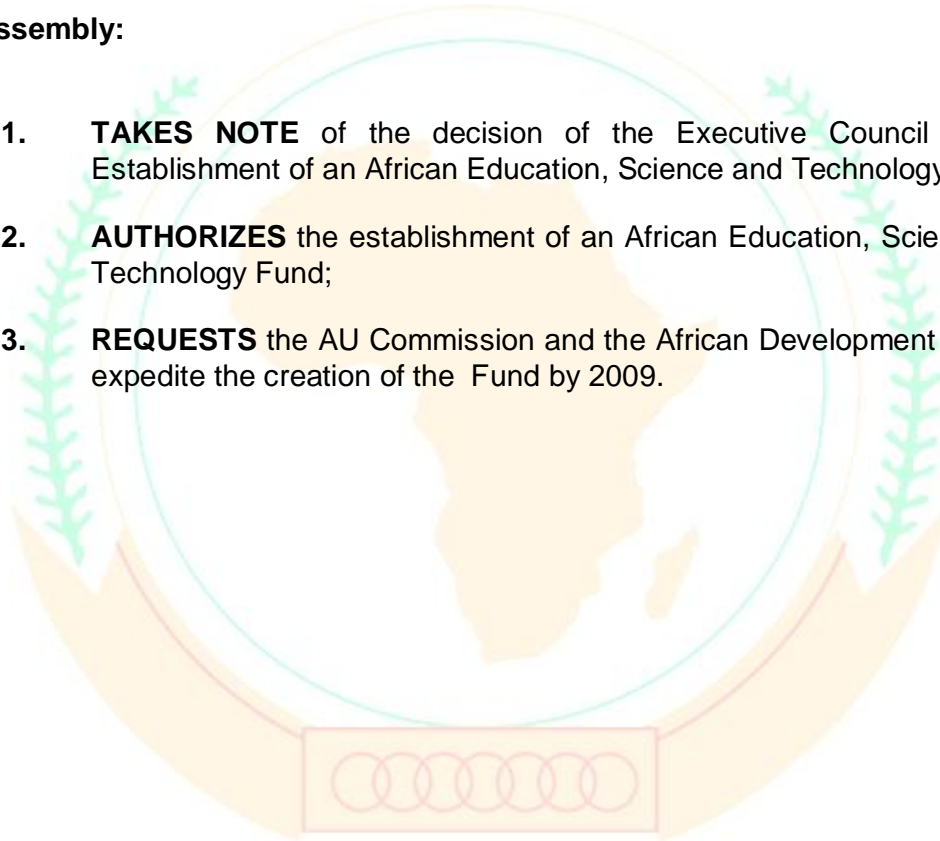 ssembly:
1. TAKES NOTE of the decision of the Executive Council
Establishment of an African Education, Science and Technology
2. AUTHORIZES the establishment of an African Education, Scie
Technology Fund;
3. REQUESTS the AU Commission and the African Development
expedite the creation of the Fund by 2009.